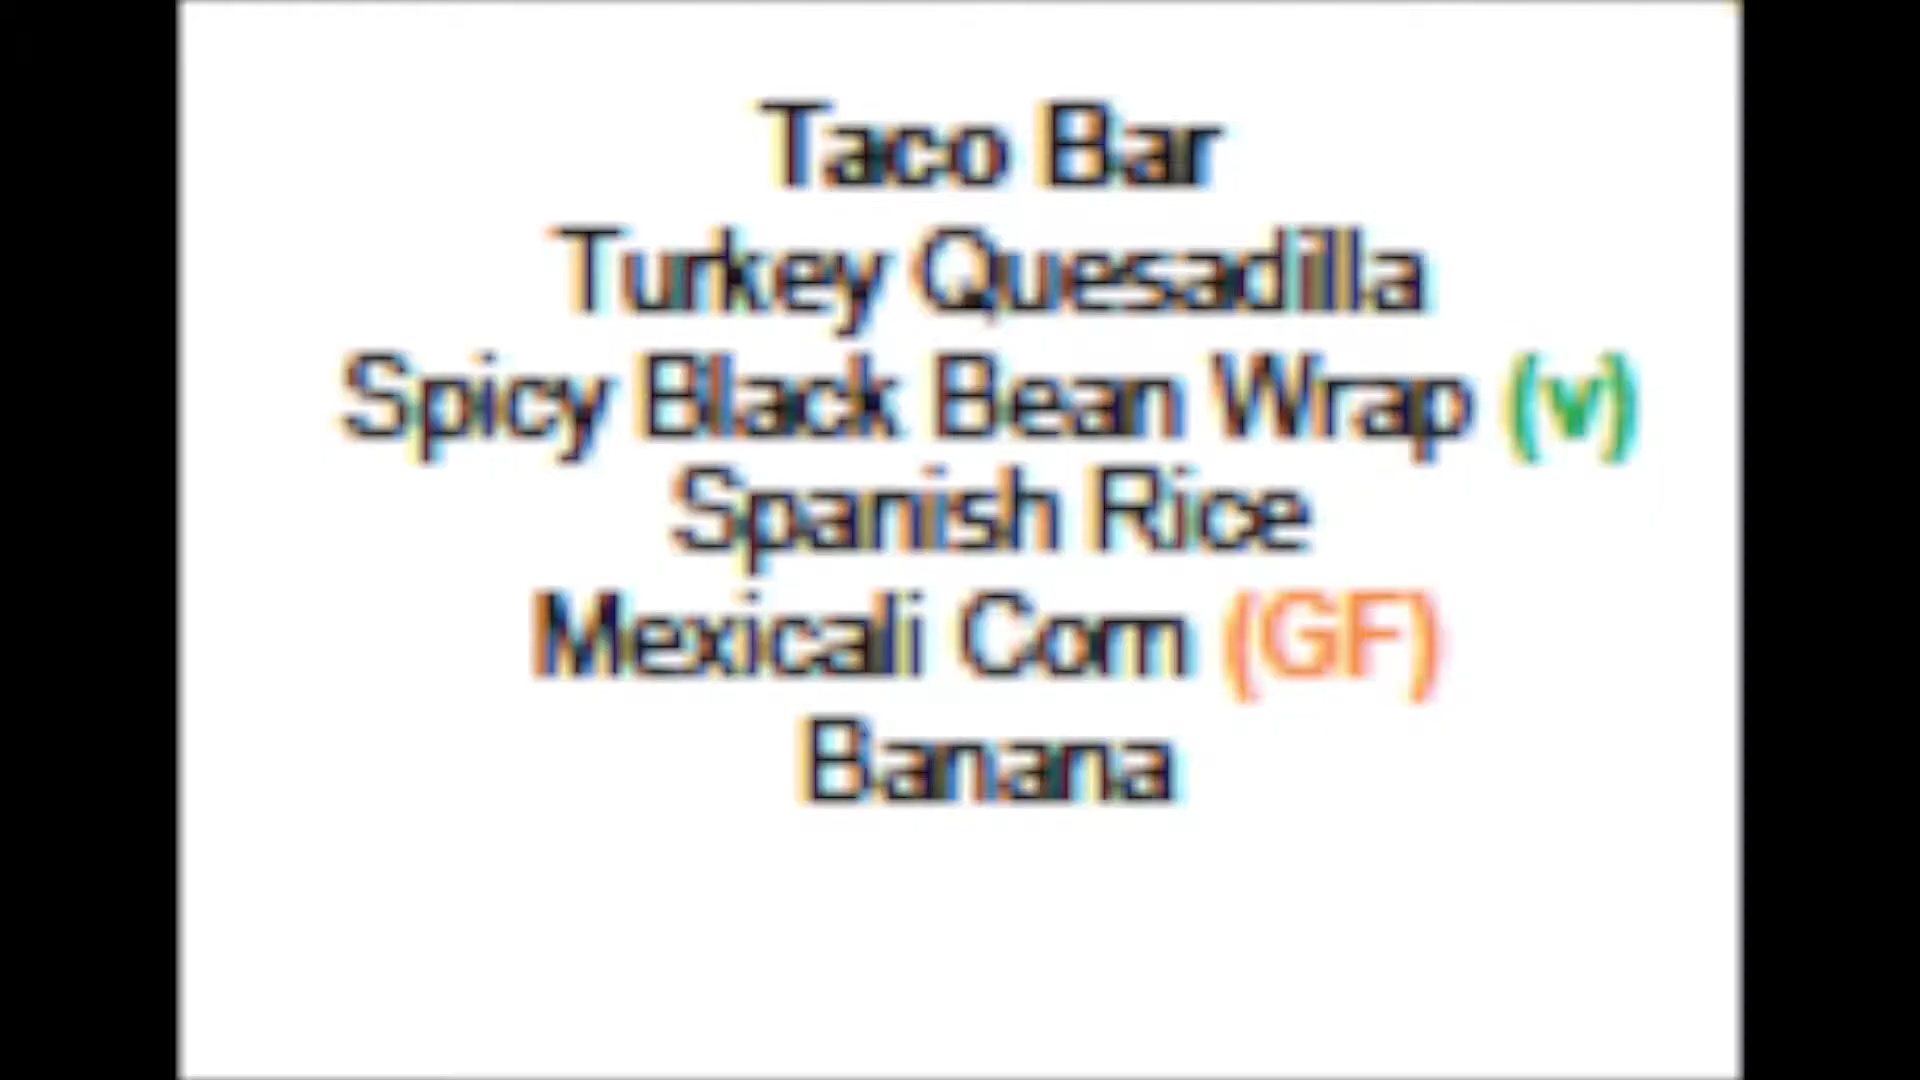 Taco Bar
Turkey Quesadilla
Spicy Black Bean Wrap (v)
Spanish Rice
Mexicali Corn (GF)
Banana